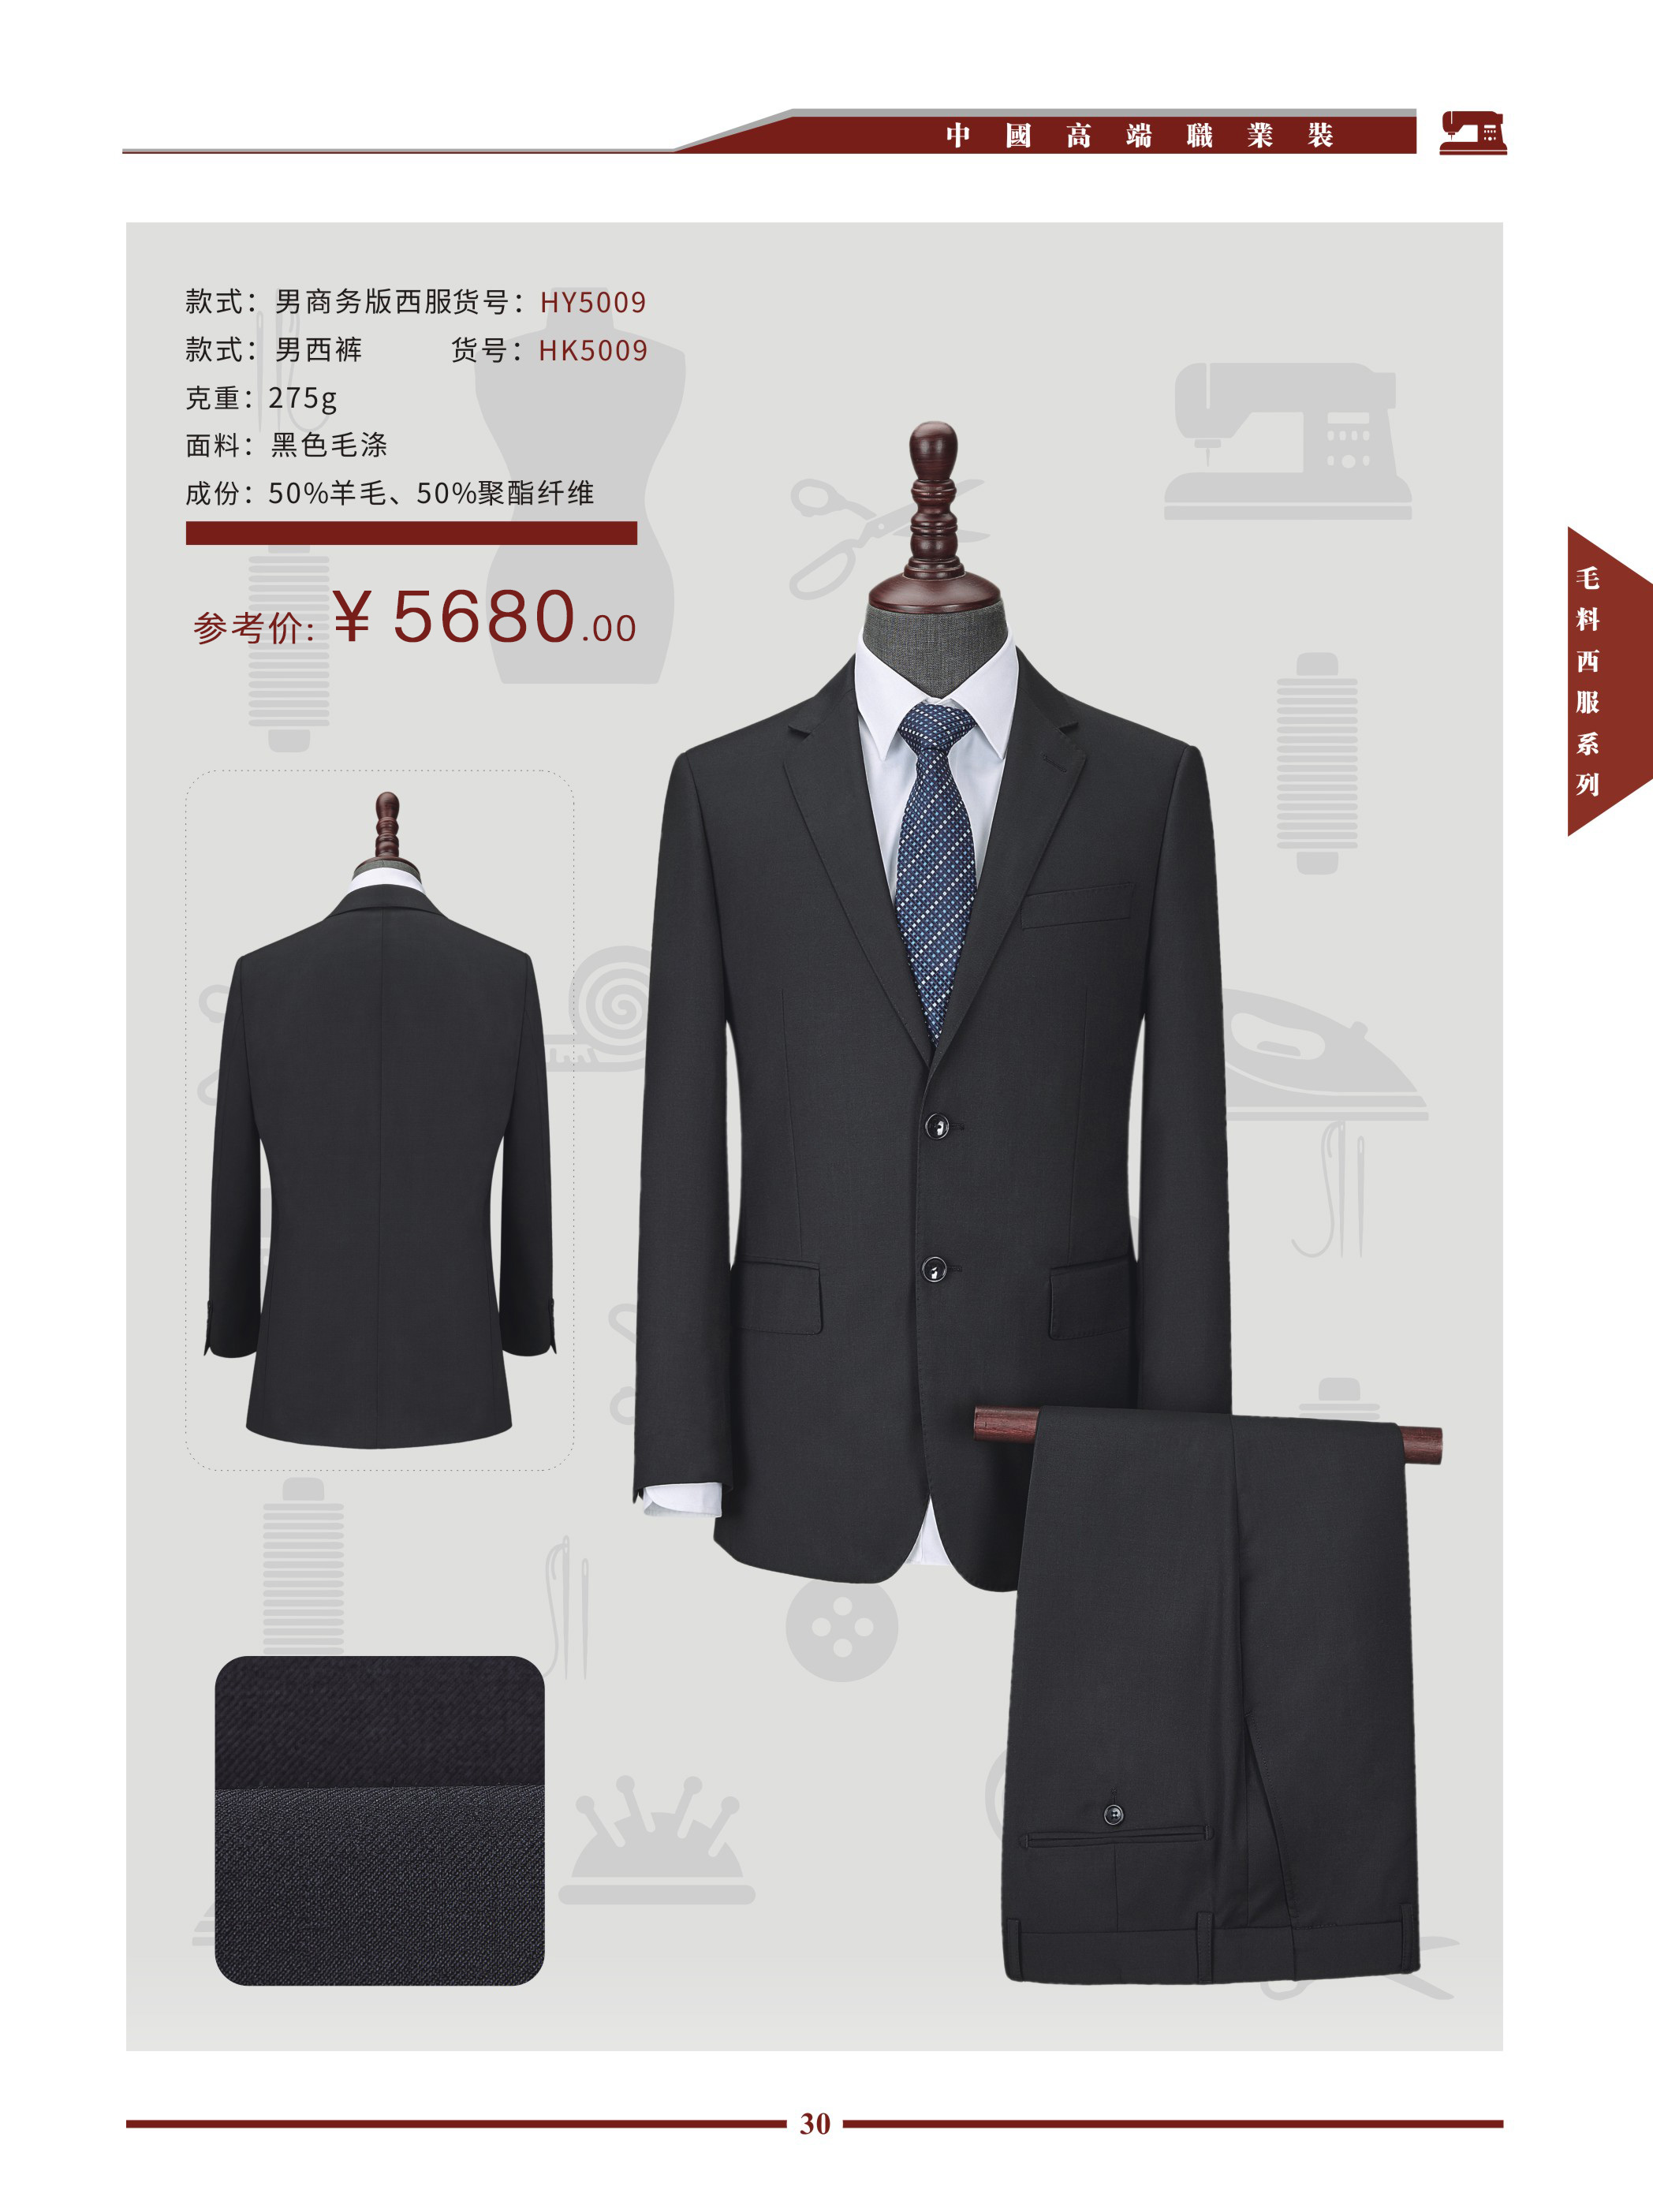 中國高端職業裝
款式：男商务版西服货号：HY5009
款式：男西裤 货号：HK5009
克重：275g
面料：黑色毛涤
成份：50%羊毛、50%聚酯纤维
参考价:￥5680.00
毛料西服系列
30